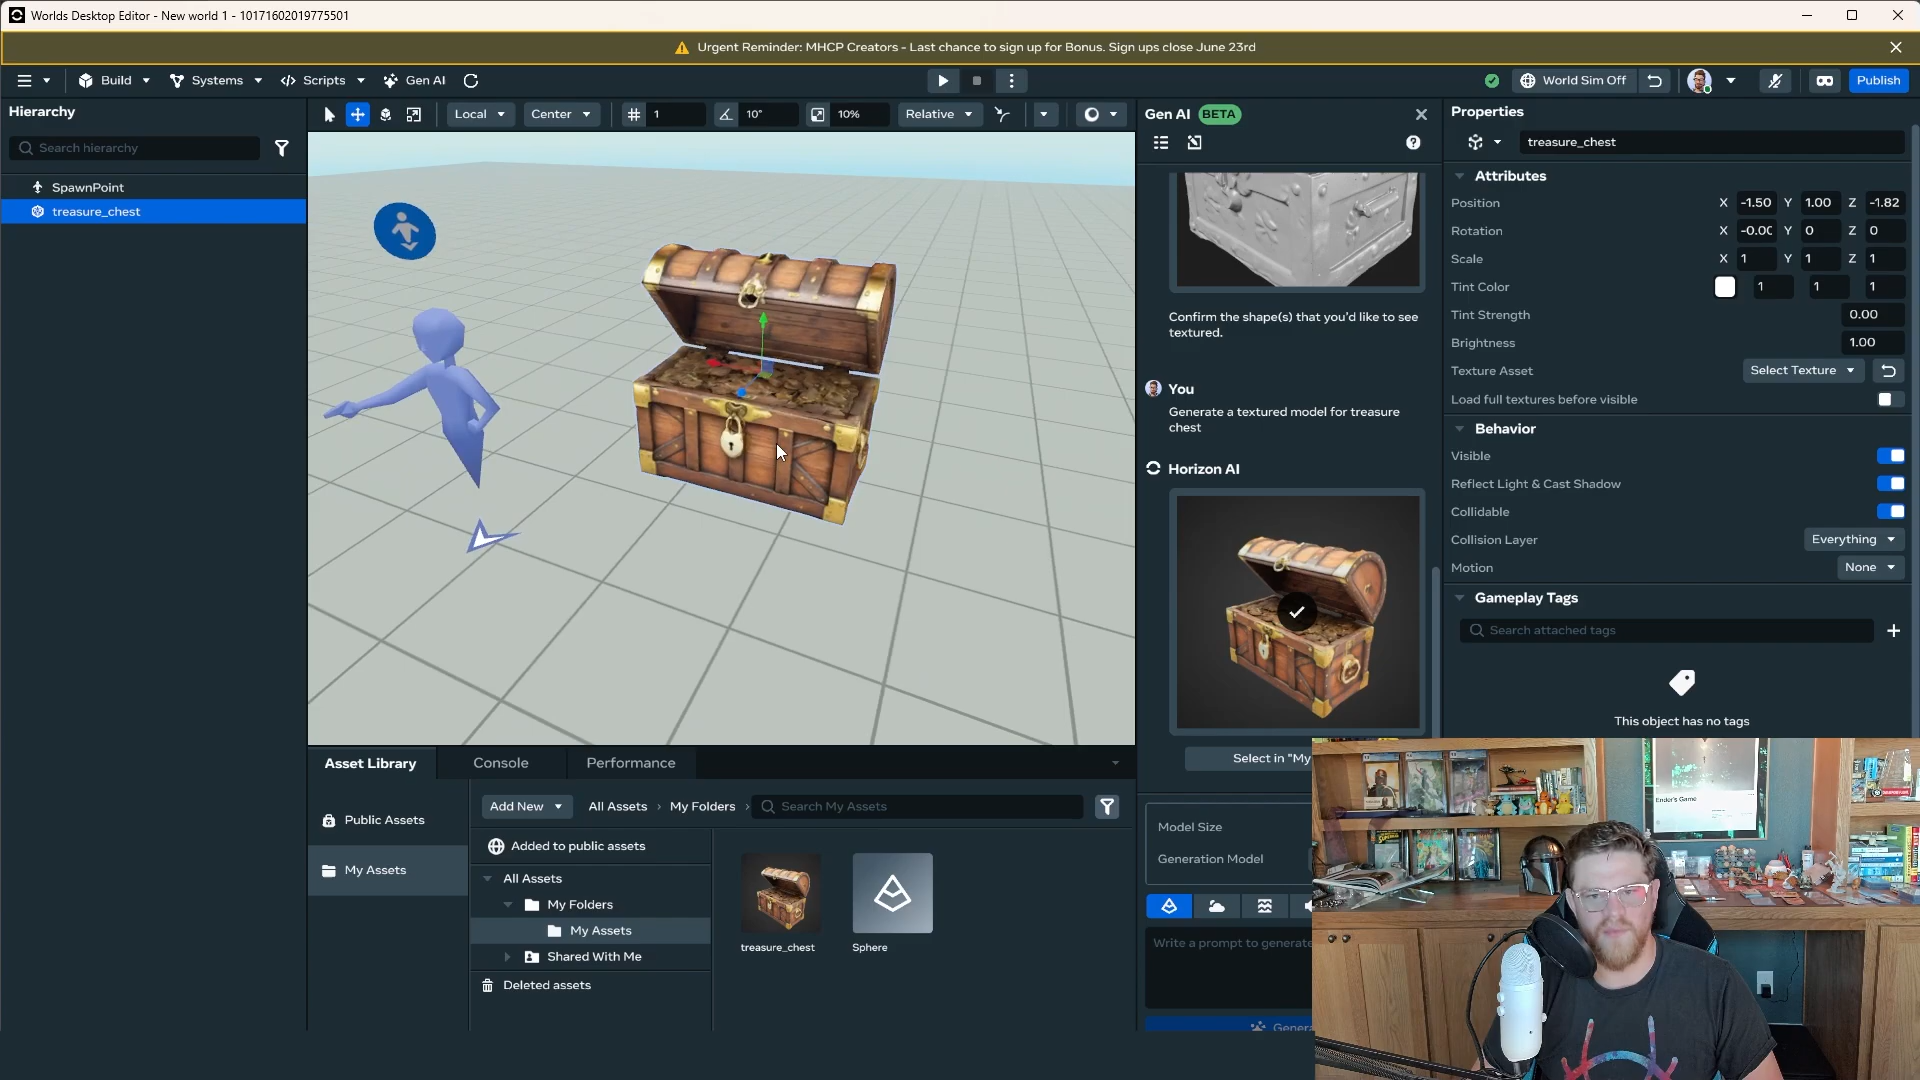 Worlds Desktop Editor - New world 1 - 10171602019775501
Urgent Reminder: MHCP Creators - Last chance to sign up for Bonus. Sign ups close June 23rd
Build
Systems
Scripts
Gen AI
World Sim Off
Publish
Hierarchy
Search hierarchy
SpawnPoint
treasure_chest
Local
Center
1
10°
10%
Relative
Gen AI BETA
Confirm the shape(s) that you'd like to see
textured.
You
Generate a textured model for treasure
chest
Horizon AI
Select in "My
Model Size
Generation Model
Write a prompt to generate
Genera
Properties
treasure_chest
Attributes
Position X -1.50 Y 1.00 Z -1.82
Rotation X -0.00 Y 0 Z 0
Scale X 1 Y 1 Z 1
Tint Color 1 1 1
Tint Strength 0.00
Brightness 1.00
Texture Asset Select Texture
Load full textures before visible
Behavior
Visible
Reflect Light & Cast Shadow
Collidable
Collision Layer Everything
Motion None
Gameplay Tags
Search attached tags
This object has no tags
Asset Library
Console
Performance
Public Assets
My Assets
Add New
All Assets › My Folders ›
Search My Assets
Added to public assets
All Assets
My Folders
My Assets
Shared With Me
Deleted assets
treasure_chest
Sphere
Ender's Game